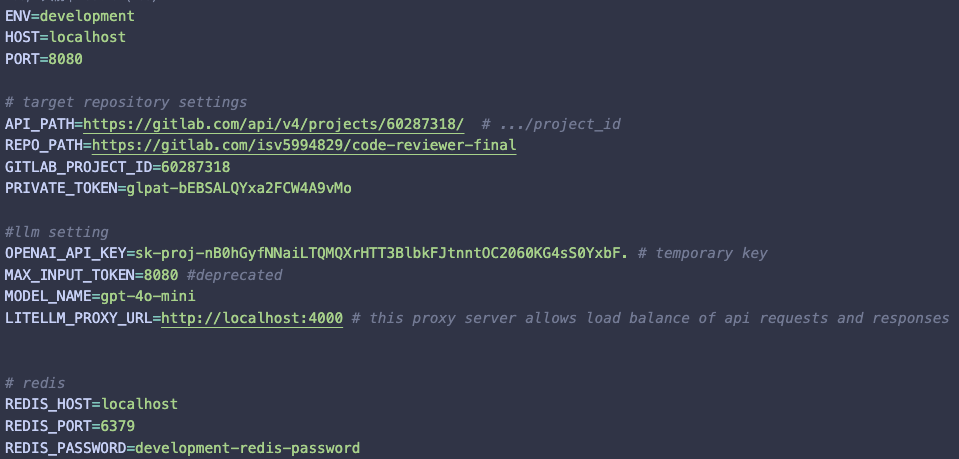 ENV=development
HOST=localhost
PORT=8080
# target repository settings
API_PATH=https://gitlab.com/api/v4/projects/60287318/ # .../project_id
REPO_PATH=https://gitlab.com/isv5994829/code-reviewer-final
GITLAB_PROJECT_ID=60287318
PRIVATE_TOKEN=glpat-bEBSALQYxa2FCW4A9vMo
#llm setting
OPENAI_API_KEY=sk-proj-nB0hGyfNNaiLTQMQXrHTT3BlbkFJtnntOC2060KG4sS0YxbF. # temporary key
MAX_INPUT_TOKEN=8080 #deprecated
MODEL_NAME=gpt-4o-mini
LITELLM_PROXY_URL=http://localhost:4000 # this proxy server allows load balance of api requests and responses
# redis
REDIS_HOST=localhost
REDIS_PORT=6379
REDIS_PASSWORD=development-redis-password